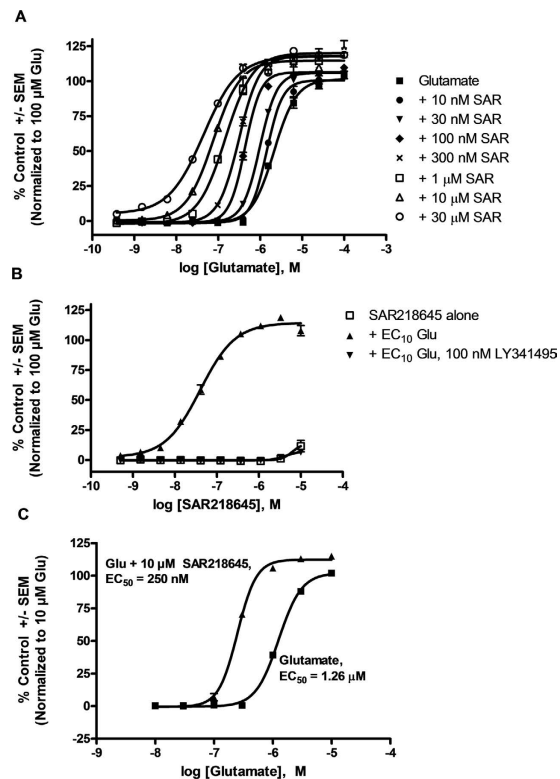 A
% Control +/- SEM
(Normalized to 100 µM Glu)
125
100
75
50
25
0
-10 -9 -8 -7 -6 -5 -4 -3
log [Glutamate], M
Glutamate
+ 10 nM SAR
+ 30 nM SAR
+ 100 nM SAR
+ 300 nM SAR
+ 1 µM SAR
+ 10 µM SAR
+ 30 µM SAR
B
% Control +/- SEM
(Normalized to 100 µM Glu)
125
100
75
50
25
0
-10 -9 -8 -7 -6 -5 -4
log [SAR218645], M
SAR218645 alone
+ EC10 Glu
+ EC10 Glu, 100 nM LY341495
C
% Control +/- SEM
(Normalized to 10 µM Glu)
125
100
75
50
25
0
-9 -8 -7 -6 -5 -4
log [Glutamate], M
Glu + 10 µM SAR218645,
EC50 = 250 nM
Glutamate,
EC50 = 1.26 µM